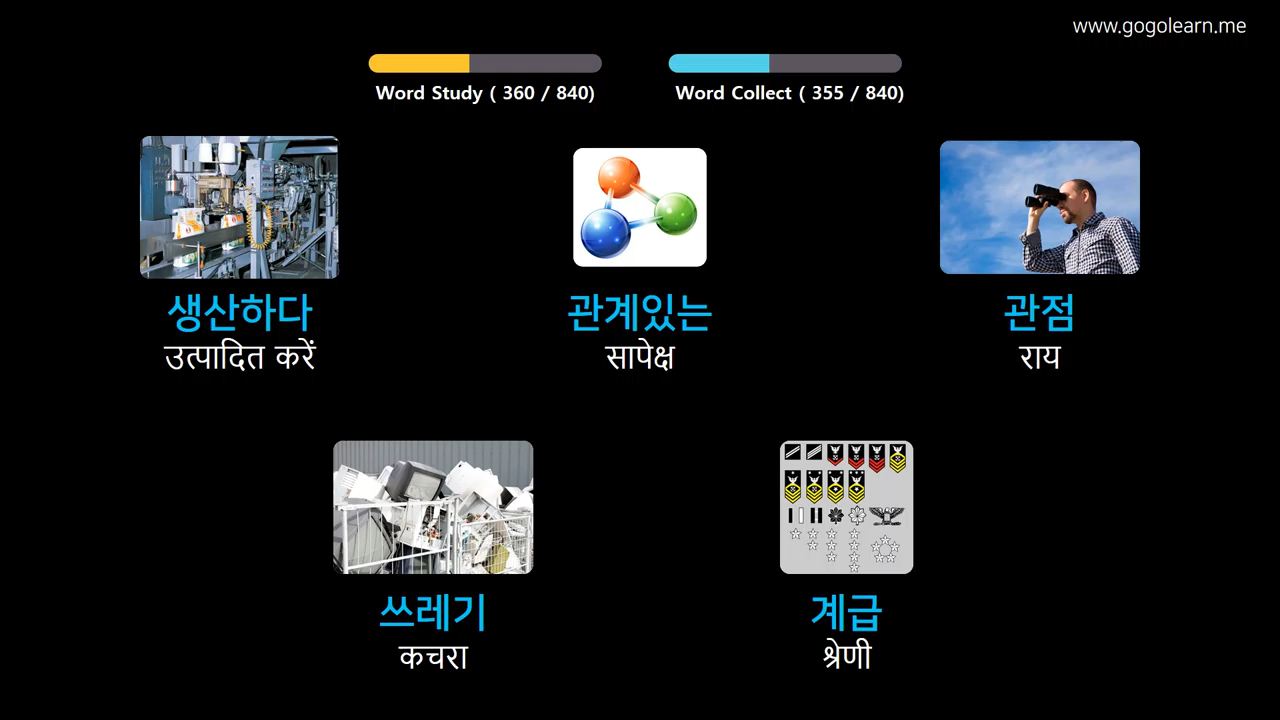 www.gogolearn.me
Word Study ( 360 / 840)
Word Collect ( 355 / 840)
생산하다
उत्पादित करें
관계있는
सापेक्ष
관점
राय
쓰레기
कचरा
계급
श्रेणी